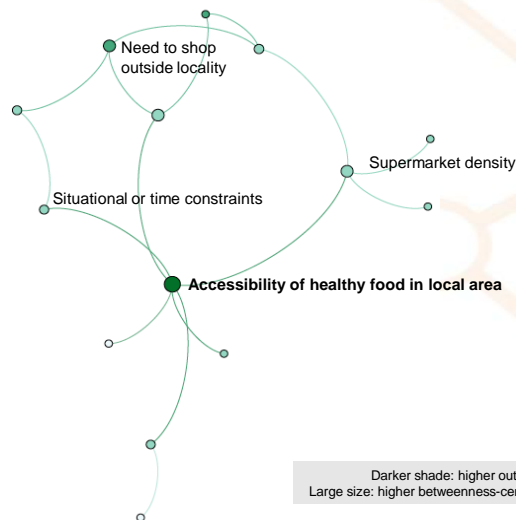 Need to shop
outside locality
Supermarket density
Situational or time constraints
Accessibility of healthy food in local area
Darker shade: higher out
Large size: higher betweenness-ce